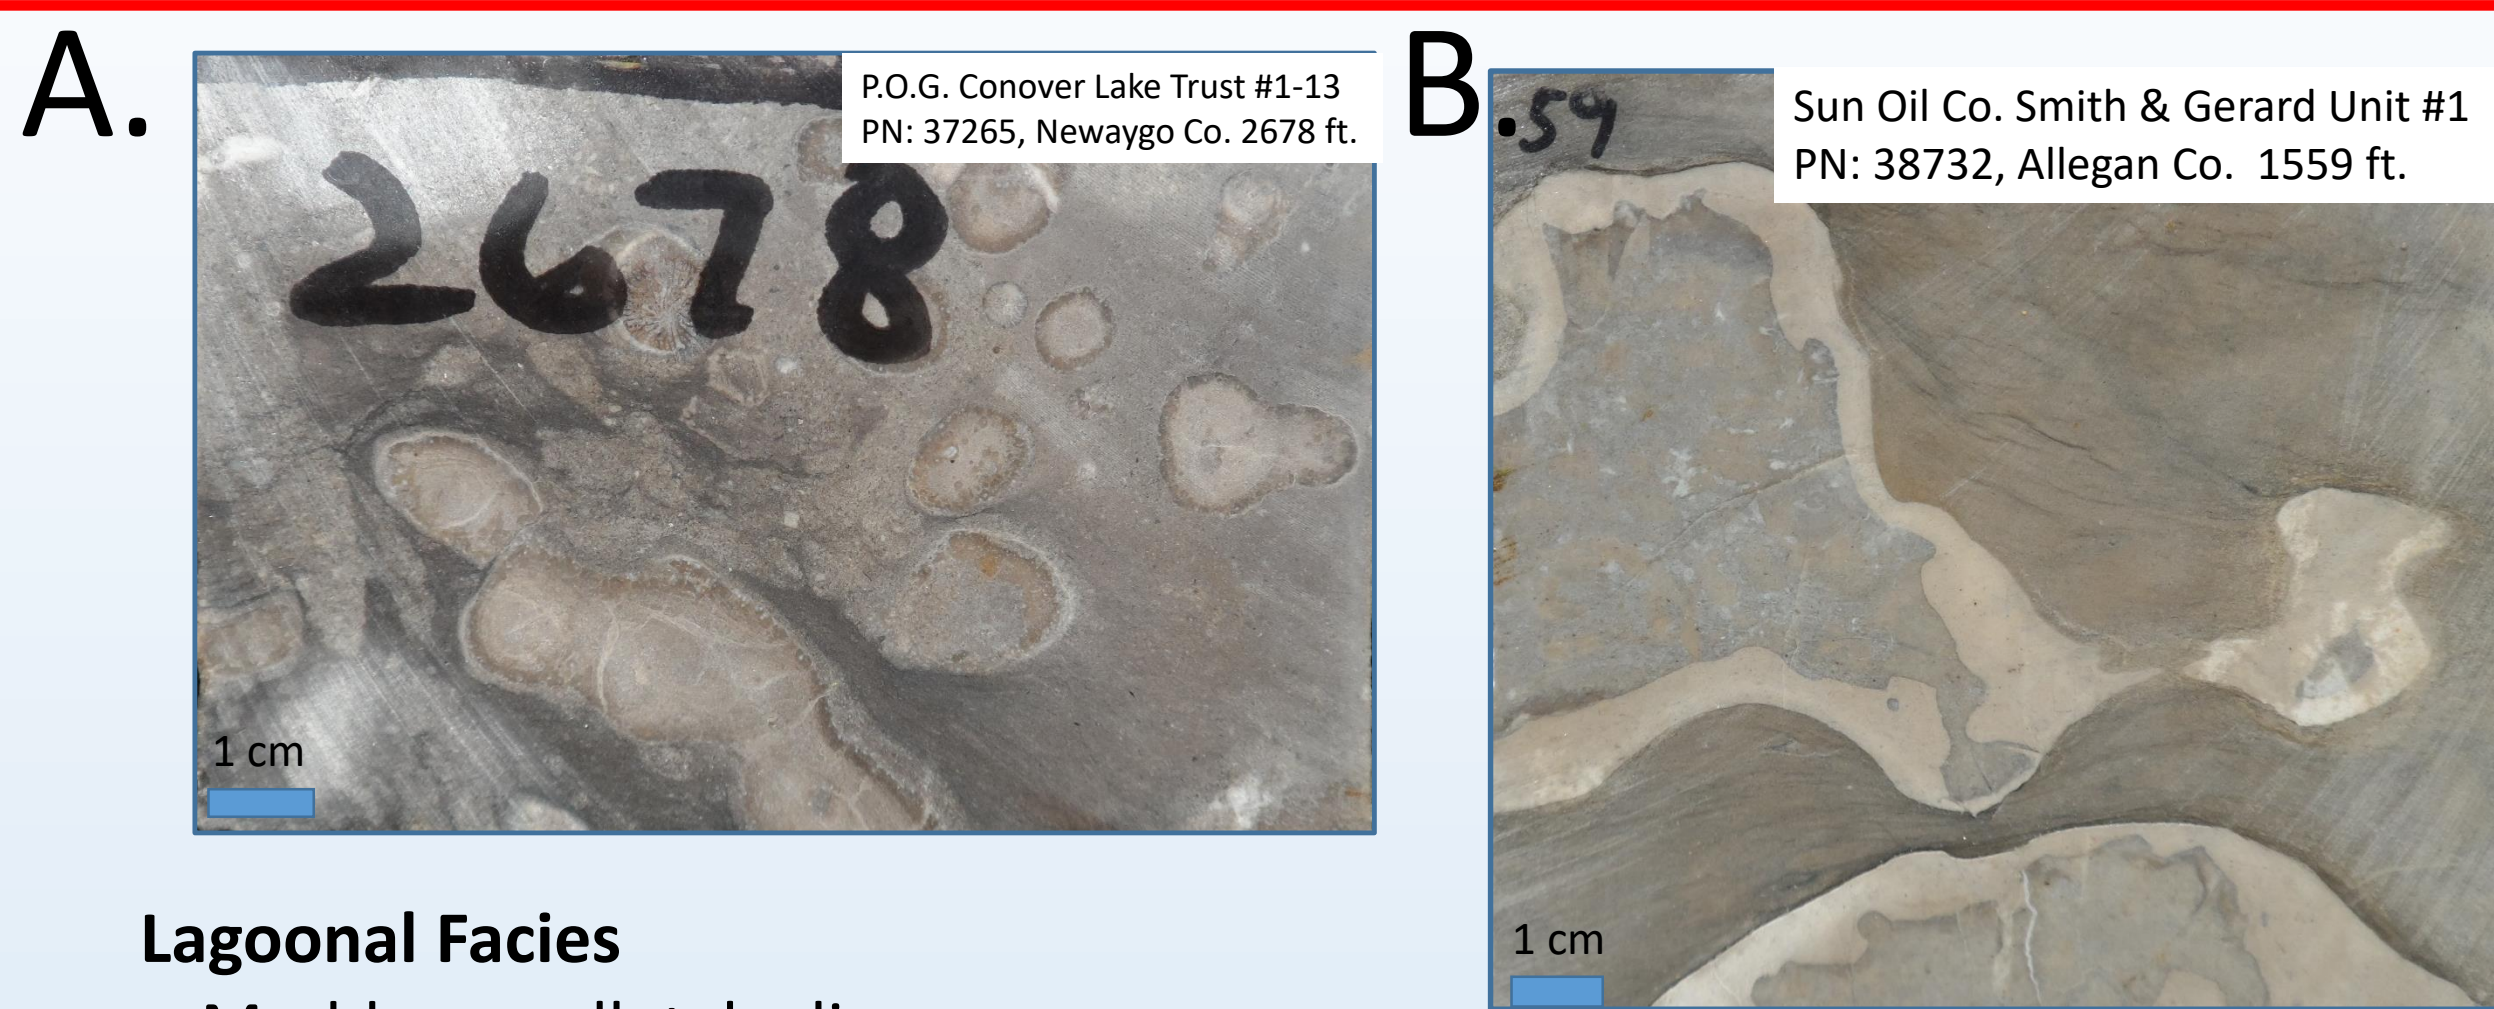 A.
P.O.G. Conover Lake Trust #1-13
PN: 37265, Newaygo Co. 2678 ft.
2678
1 cm
B.
59
Sun Oil Co. Smith & Gerard Unit #1
PN: 38732, Allegan Co. 1559 ft.
1 cm
Lagoonal Facies